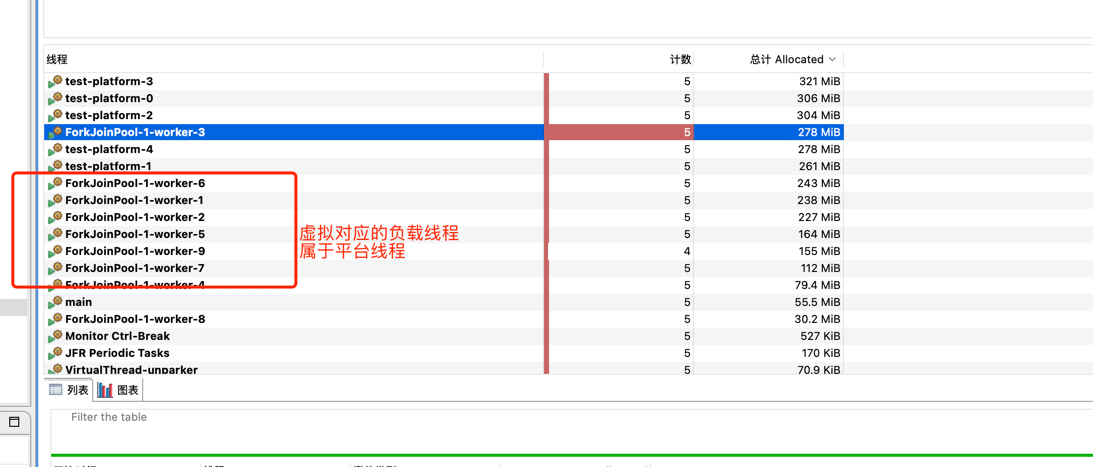 线程 计数 总计 Allocated
test-platform-3 5 321 MiB
test-platform-0 5 306 MiB
test-platform-2 5 304 MiB
ForkJoinPool-1-worker-3 5 278 MiB
test-platform-4 5 278 MiB
test-platform-1 5 261 MiB
ForkJoinPool-1-worker-6 5 243 MiB
ForkJoinPool-1-worker-1 5 238 MiB
ForkJoinPool-1-worker-2 5 227 MiB
ForkJoinPool-1-worker-5 5 164 MiB
ForkJoinPool-1-worker-9 4 155 MiB
ForkJoinPool-1-worker-7 5 112 MiB
ForkJoinPool-1-worker-4 5 79.4 MiB
虚拟对应的负载线程
属于平台线程
main 5 55.5 MiB
ForkJoinPool-1-worker-8 5 30.2 MiB
Monitor Ctrl-Break 5 527 KiB
JFR Periodic Tasks 5 170 KiB
VirtualThread-unparker 5 70.9 KiB
列表 图表
Filter the table